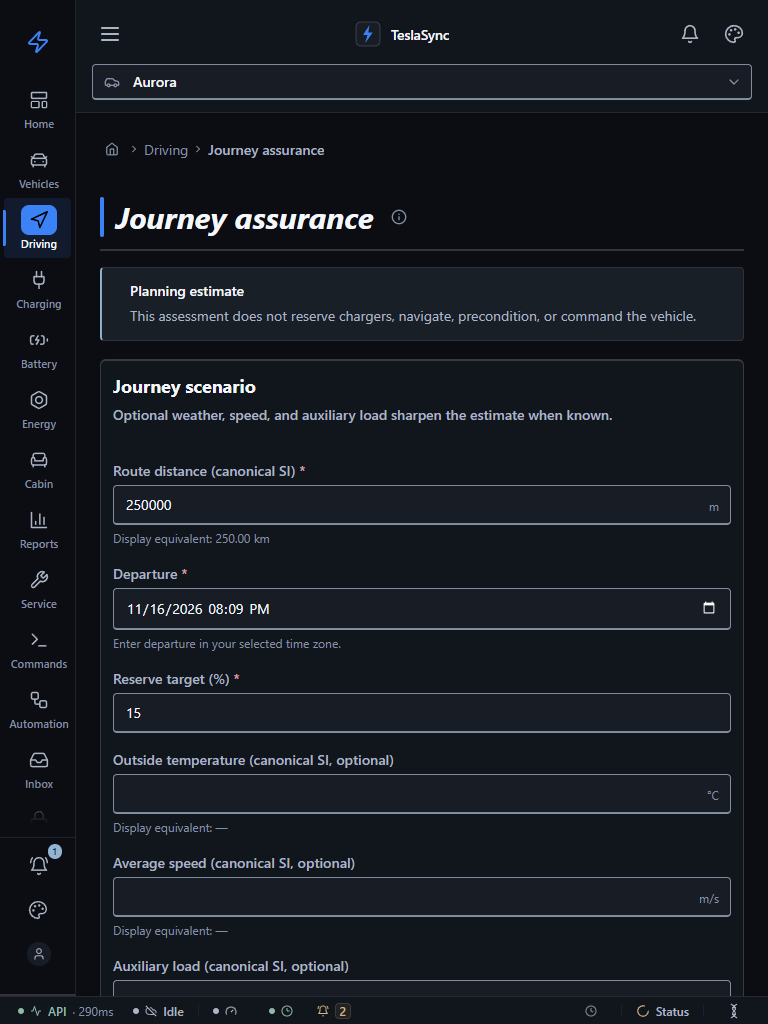 TeslaSync
Aurora
Home
Vehicles
Driving
Charging
Battery
Energy
Cabin
Reports
Service
Commands
Automation
Inbox
1
Driving
Journey assurance
Journey assurance
Planning estimate
This assessment does not reserve chargers, navigate, precondition, or command the vehicle.
Journey scenario
Optional weather, speed, and auxiliary load sharpen the estimate when known.
Route distance (canonical SI) *
250000 m
Display equivalent: 250.00 km
Departure *
11/16/2026 08:09 PM
Enter departure in your selected time zone.
Reserve target (%) *
15
Outside temperature (canonical SI, optional)
°C
Display equivalent: —
Average speed (canonical SI, optional)
m/s
Display equivalent: —
Auxiliary load (canonical SI, optional)
API · 290ms Idle 2 Status